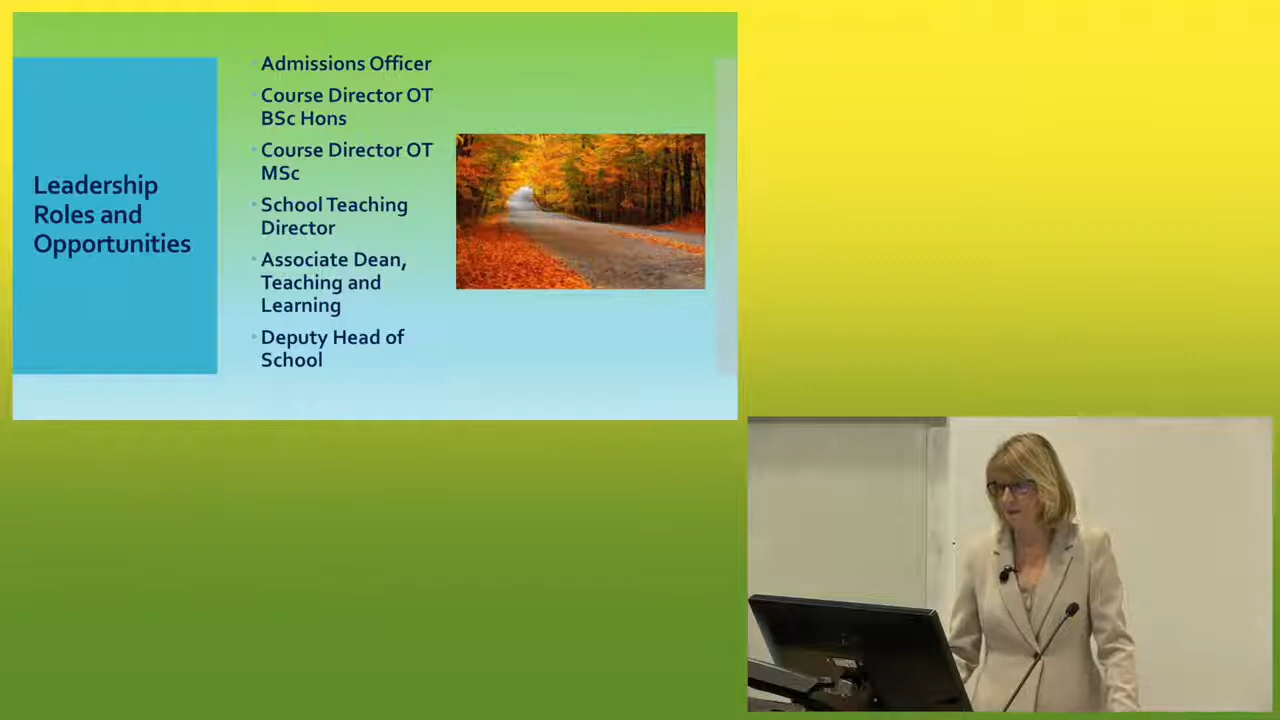 Leadership
Roles and
Opportunities
Admissions Officer
Course Director OT
BSc Hons
Course Director OT
MSc
School Teaching
Director
Associate Dean,
Teaching and
Learning
Deputy Head of
School